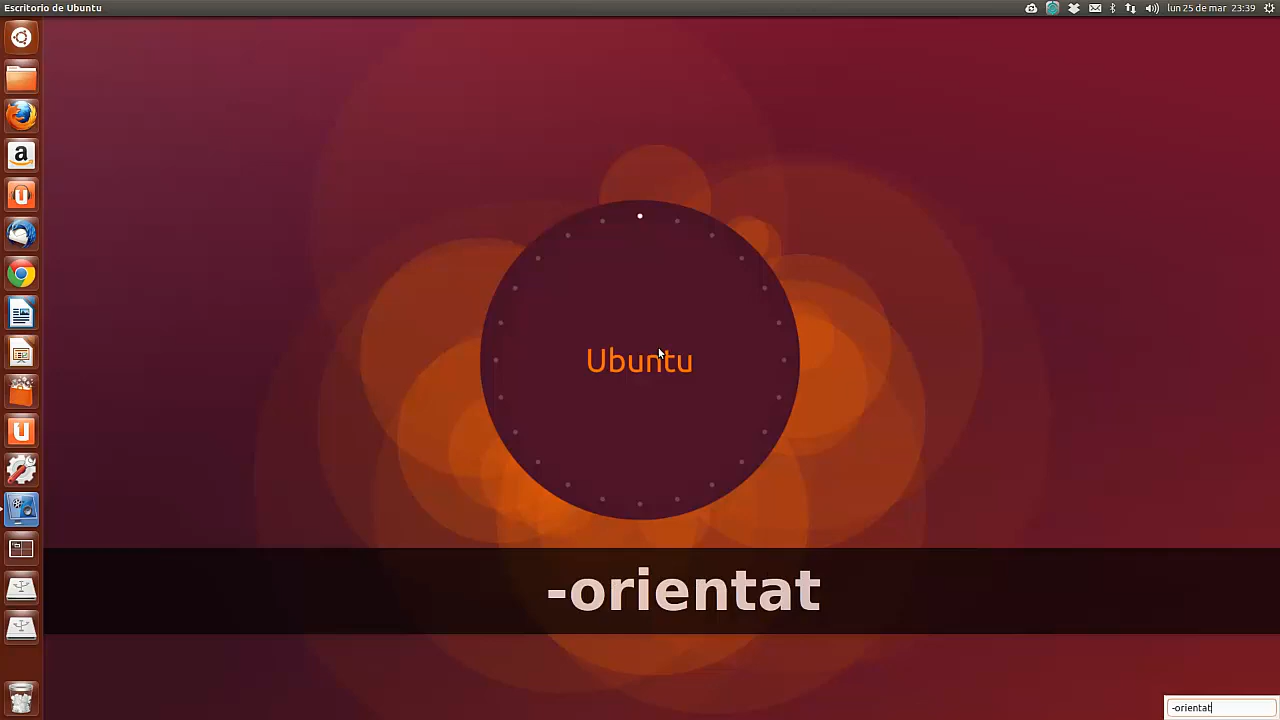 Escritorio de Ubuntu
lun 25 de mar 23:39
Ubuntu
-orientat
-orientat